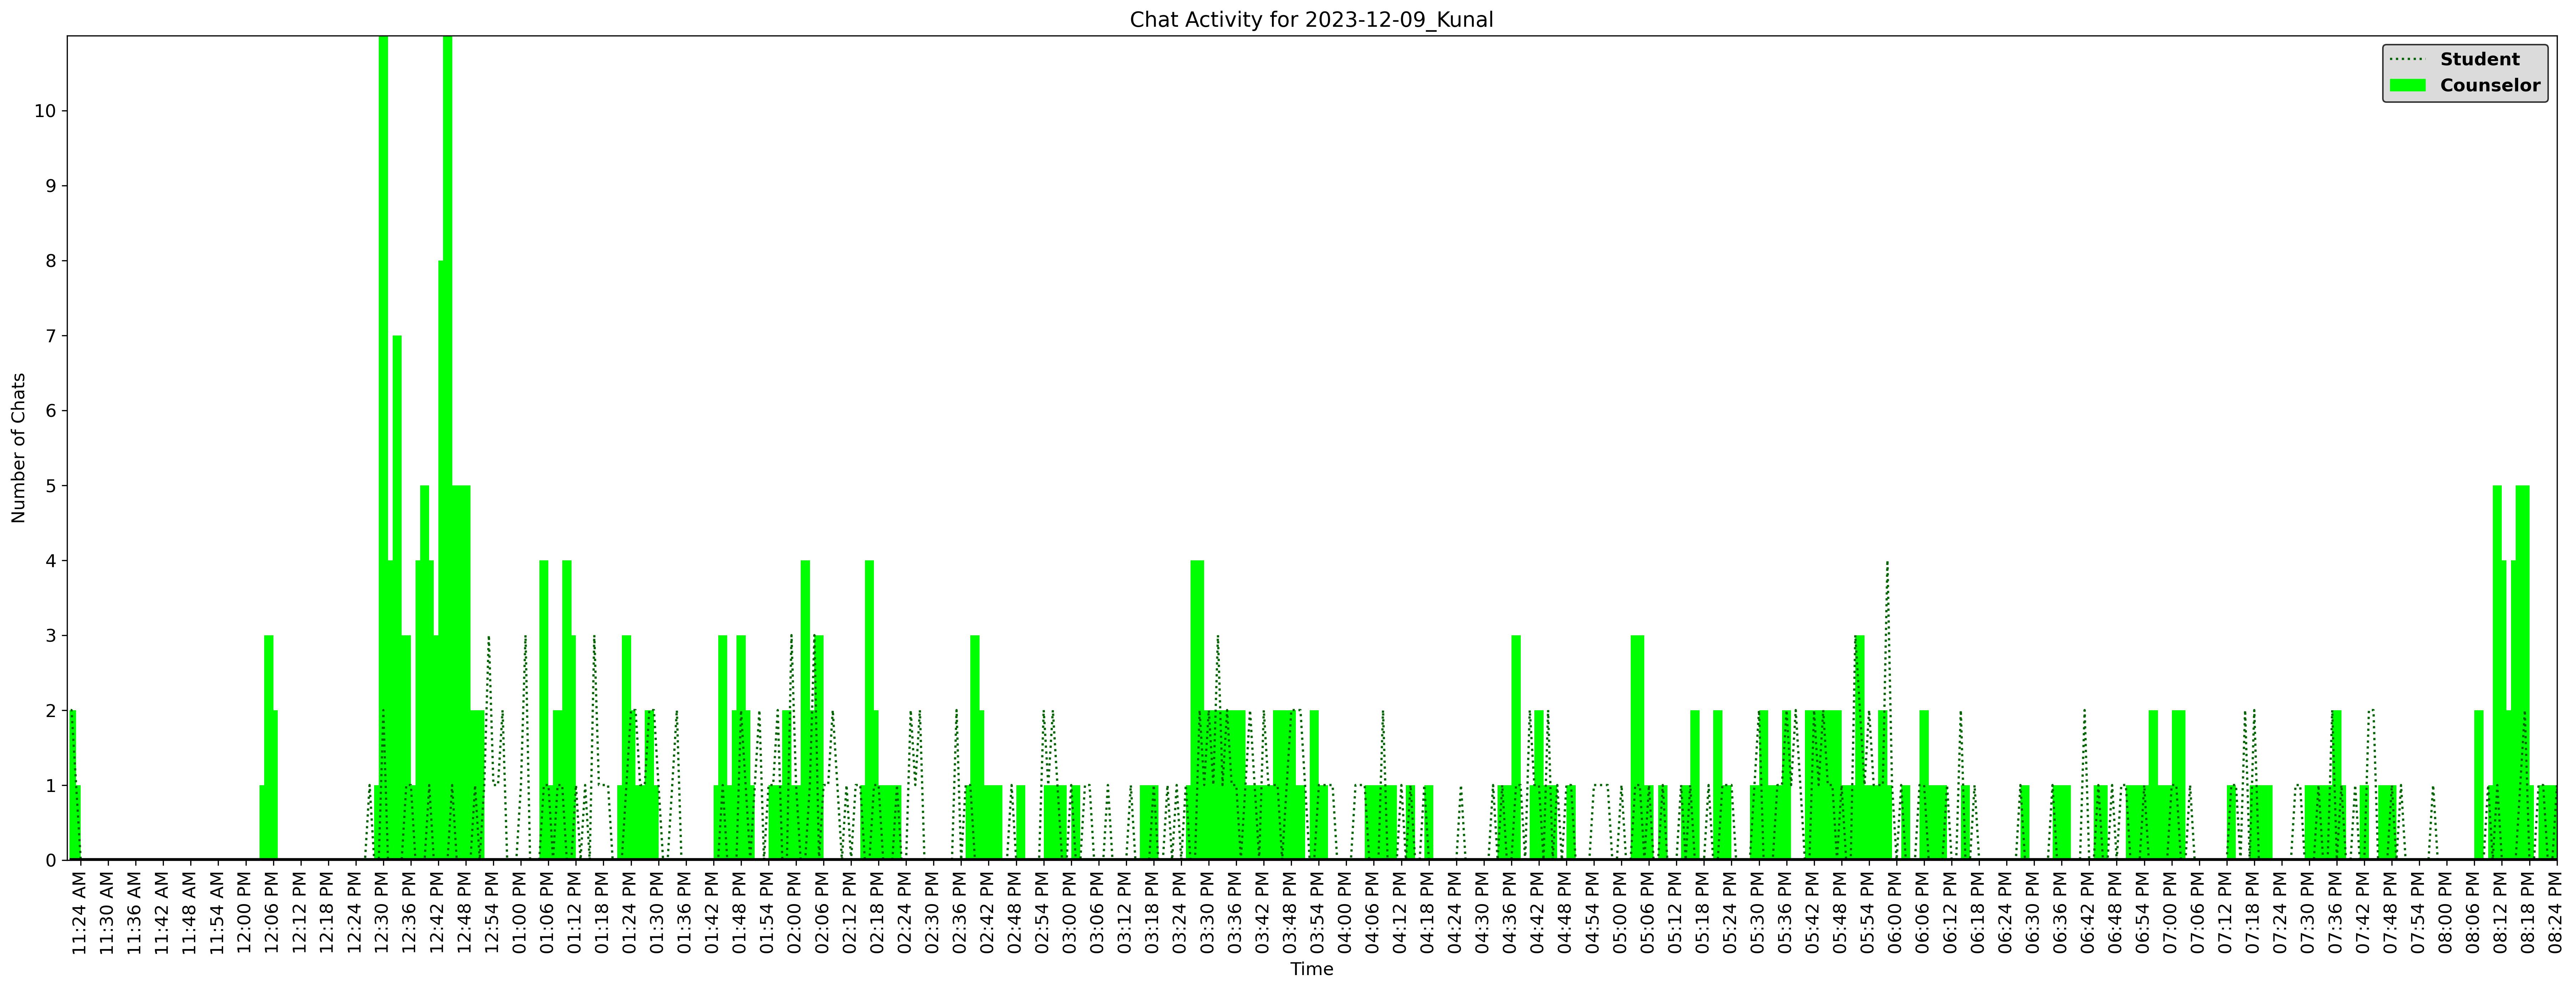 Chat Activity for 2023-12-09_Kunal
Student
Counselor
Number of Chats
10
9
8
7
6
5
4
3
2
1
0
11:24 AM
11:30 AM
11:36 AM
11:42 AM
11:48 AM
11:54 AM
12:00 PM
12:06 PM
12:12 PM
12:18 PM
12:24 PM
12:30 PM
12:36 PM
12:42 PM
12:48 PM
12:54 PM
01:00 PM
01:06 PM
01:12 PM
01:18 PM
01:24 PM
01:30 PM
01:36 PM
01:42 PM
01:48 PM
01:54 PM
02:00 PM
02:06 PM
02:12 PM
02:18 PM
02:24 PM
02:30 PM
02:36 PM
02:42 PM
02:48 PM
02:54 PM
03:00 PM
03:06 PM
03:12 PM
03:18 PM
03:24 PM
03:30 PM
03:36 PM
03:42 PM
03:48 PM
03:54 PM
04:00 PM
04:06 PM
04:12 PM
04:18 PM
04:24 PM
04:30 PM
04:36 PM
04:42 PM
04:48 PM
04:54 PM
05:00 PM
05:06 PM
05:12 PM
05:18 PM
05:24 PM
05:30 PM
05:36 PM
05:42 PM
05:48 PM
05:54 PM
06:00 PM
06:06 PM
06:12 PM
06:18 PM
06:24 PM
06:30 PM
06:36 PM
06:42 PM
06:48 PM
06:54 PM
07:00 PM
07:06 PM
07:12 PM
07:18 PM
07:24 PM
07:30 PM
07:36 PM
07:42 PM
07:48 PM
07:54 PM
08:00 PM
08:06 PM
08:12 PM
08:18 PM
08:24 PM
Time